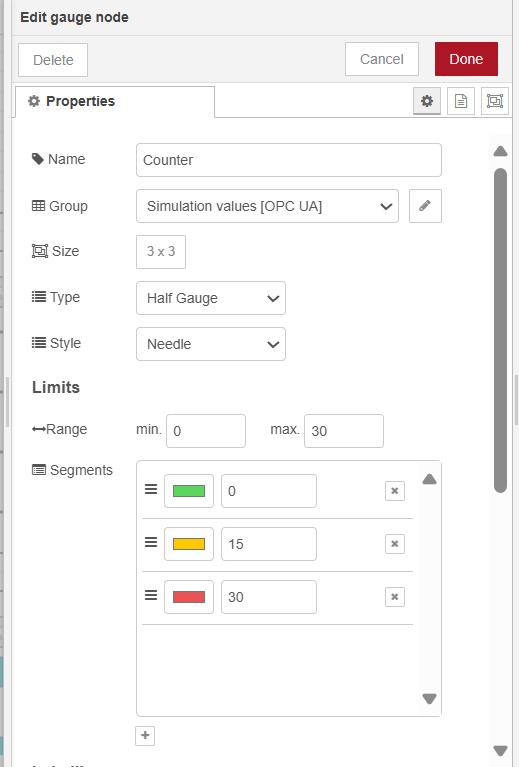 Edit gauge node
Delete
Cancel
Done
Properties
Name
Counter
Group
Simulation values [OPC UA]
Size
3 x 3
Type
Half Gauge
Style
Needle
Limits
Range
min.
0
max.
30
Segments
0
15
30